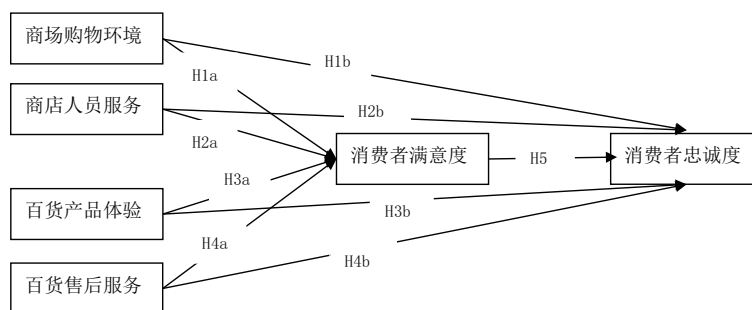 商场购物环境
H1b
H1a
商店人员服务
H2b
H2a
消费者满意度
H5
消费者忠诚度
H3a
百货产品体验
H3b
H4a
H4b
百货售后服务